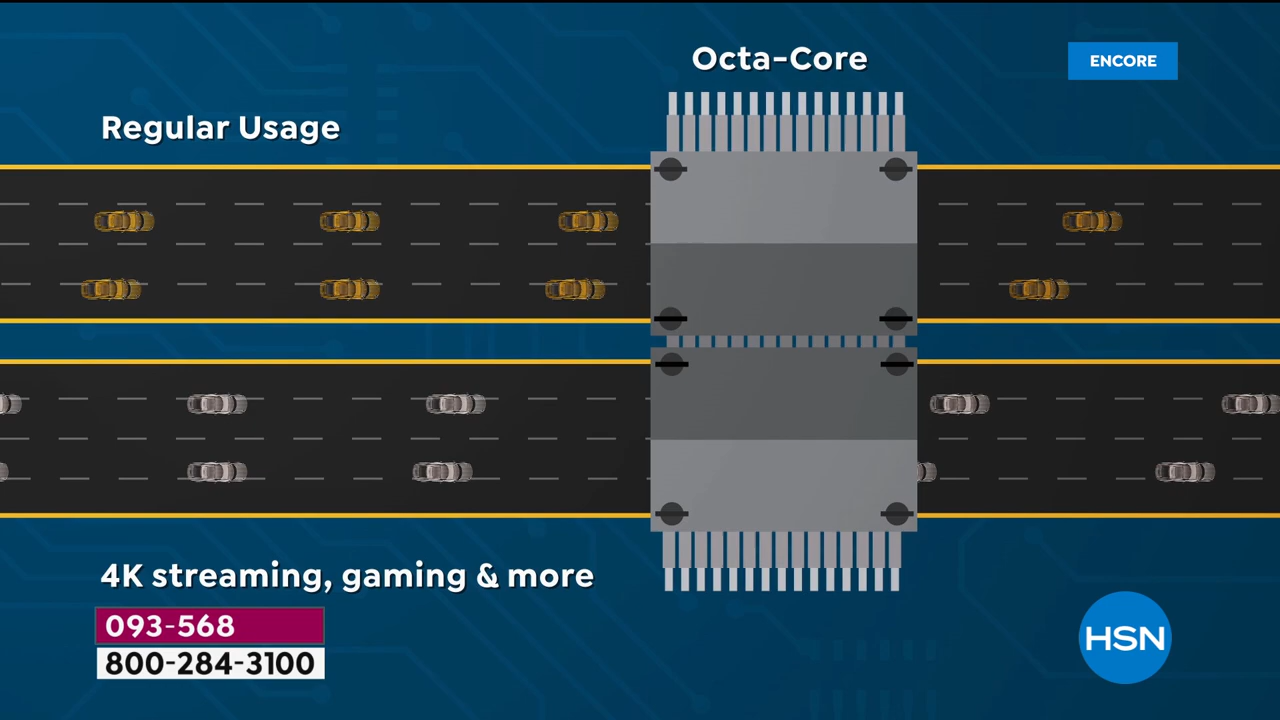 Octa-Core
ENCORE
Regular Usage
4K streaming, gaming & more
093-568
800-284-3100
HSN